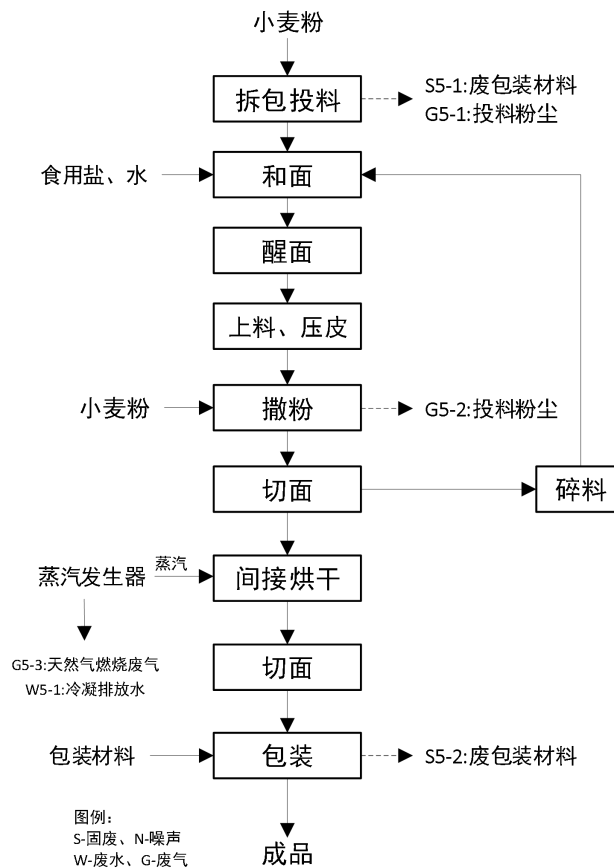 小麦粉
拆包投料
S5-1:废包装材料
G5-1:投料粉尘
食用盐、水
和面
醒面
上料、压皮
小麦粉
撒粉
G5-2:投料粉尘
切面
碎料
蒸汽发生器
蒸汽
间接烘干
G5-3:天然气燃烧废气
W5-1:冷凝排放水
切面
包装材料
包装
S5-2:废包装材料
图例：
S-固废、N-噪声
W-废水、G-废气
成品